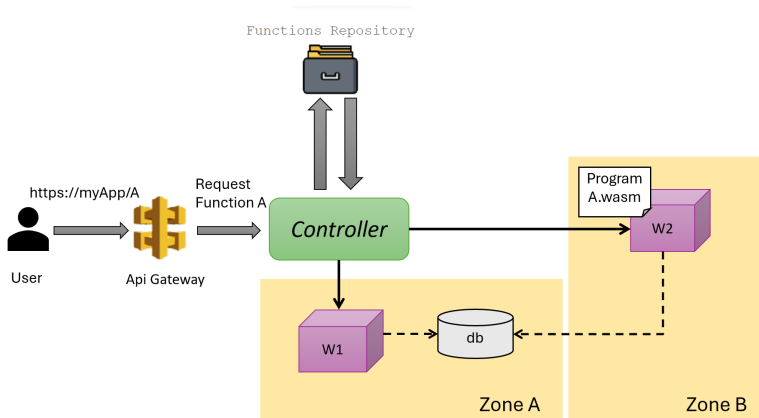 Functions Repository
https://myApp/A
Request
Function A
Controller
User
Api Gateway
Program
A.wasm
W2
W1
db
Zone A
Zone B